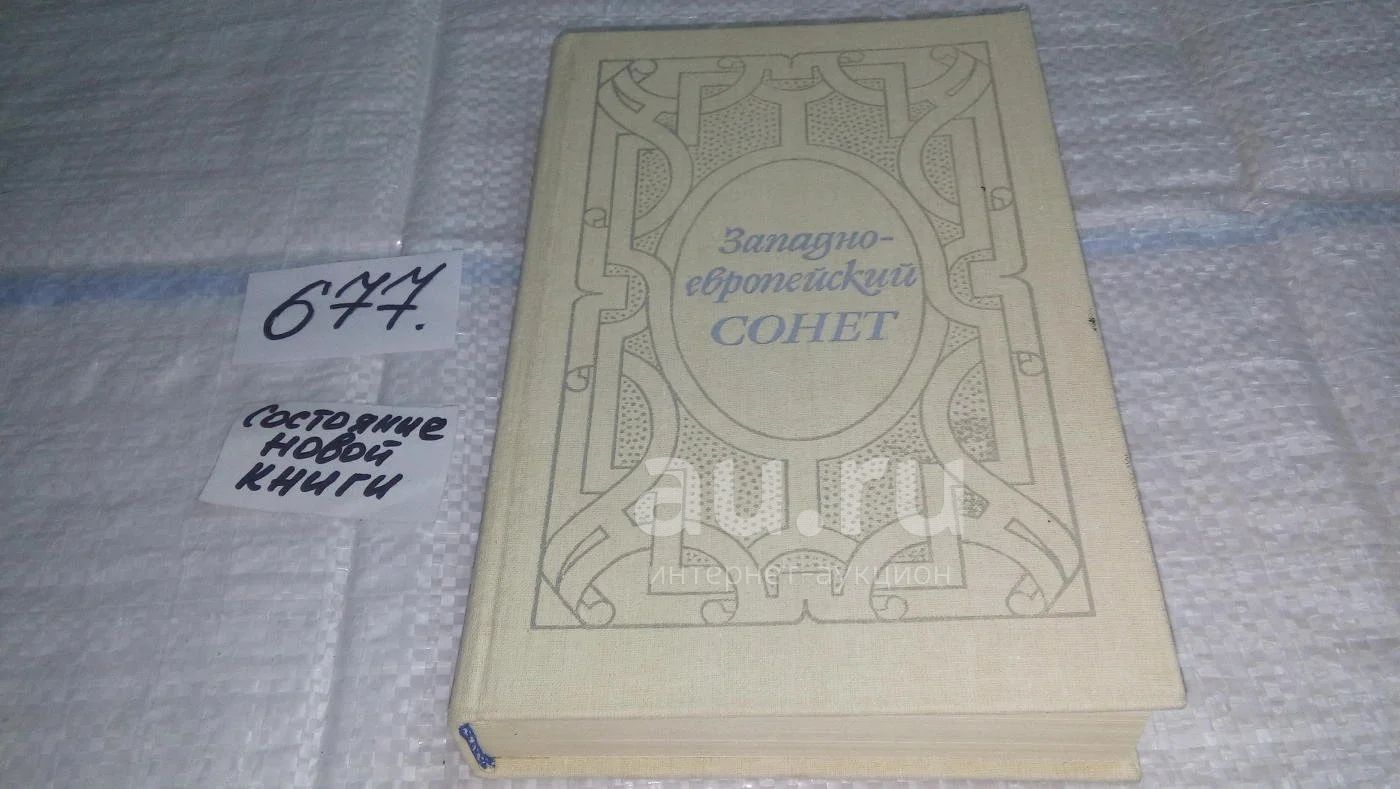 Западно-
европейский
СОНЕТ
677.
состояние
новой
книги
au.ru
интернет-аукцион